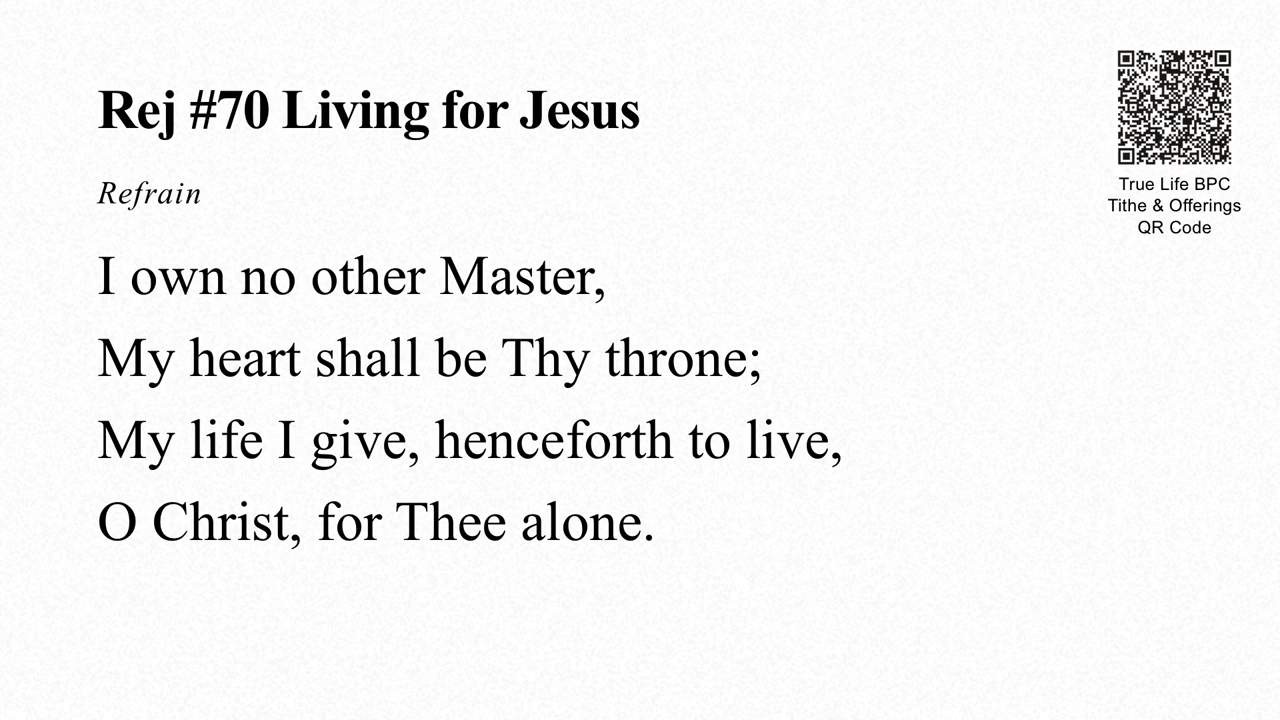 Rej #70 Living for Jesus
Refrain
I own no other Master,
My heart shall be Thy throne;
My life I give, henceforth to live,
O Christ, for Thee alone.
True Life BPC
Tithe & Offerings
QR Code